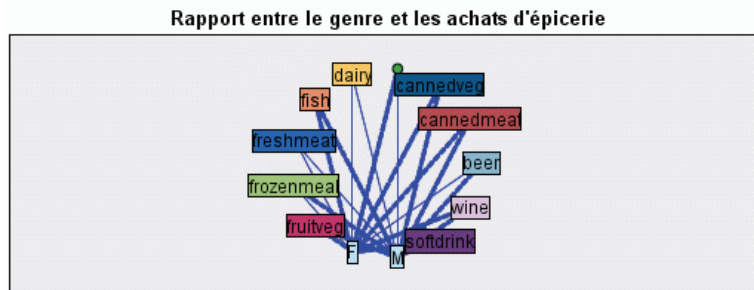 Rapport entre le genre et les achats d'épicerie
dairy
cannedveg
fish
cannedmeat
freshmeat
beer
frozenmeal
wine
fruitveg
softdrink
F
M